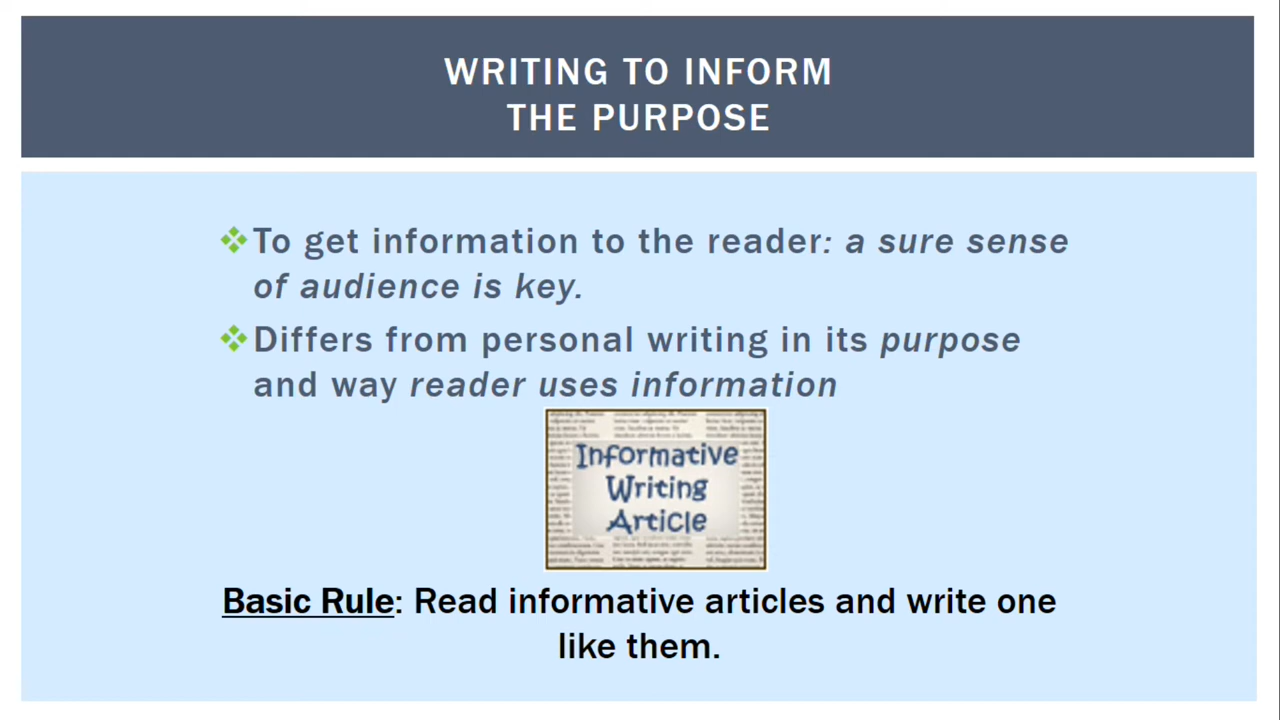 WRITING TO INFORM
THE PURPOSE
To get information to the reader: a sure sense
of audience is key.
Differs from personal writing in its purpose
and way reader uses information
Informative
Writing
Article
Basic Rule: Read informative articles and write one
like them.